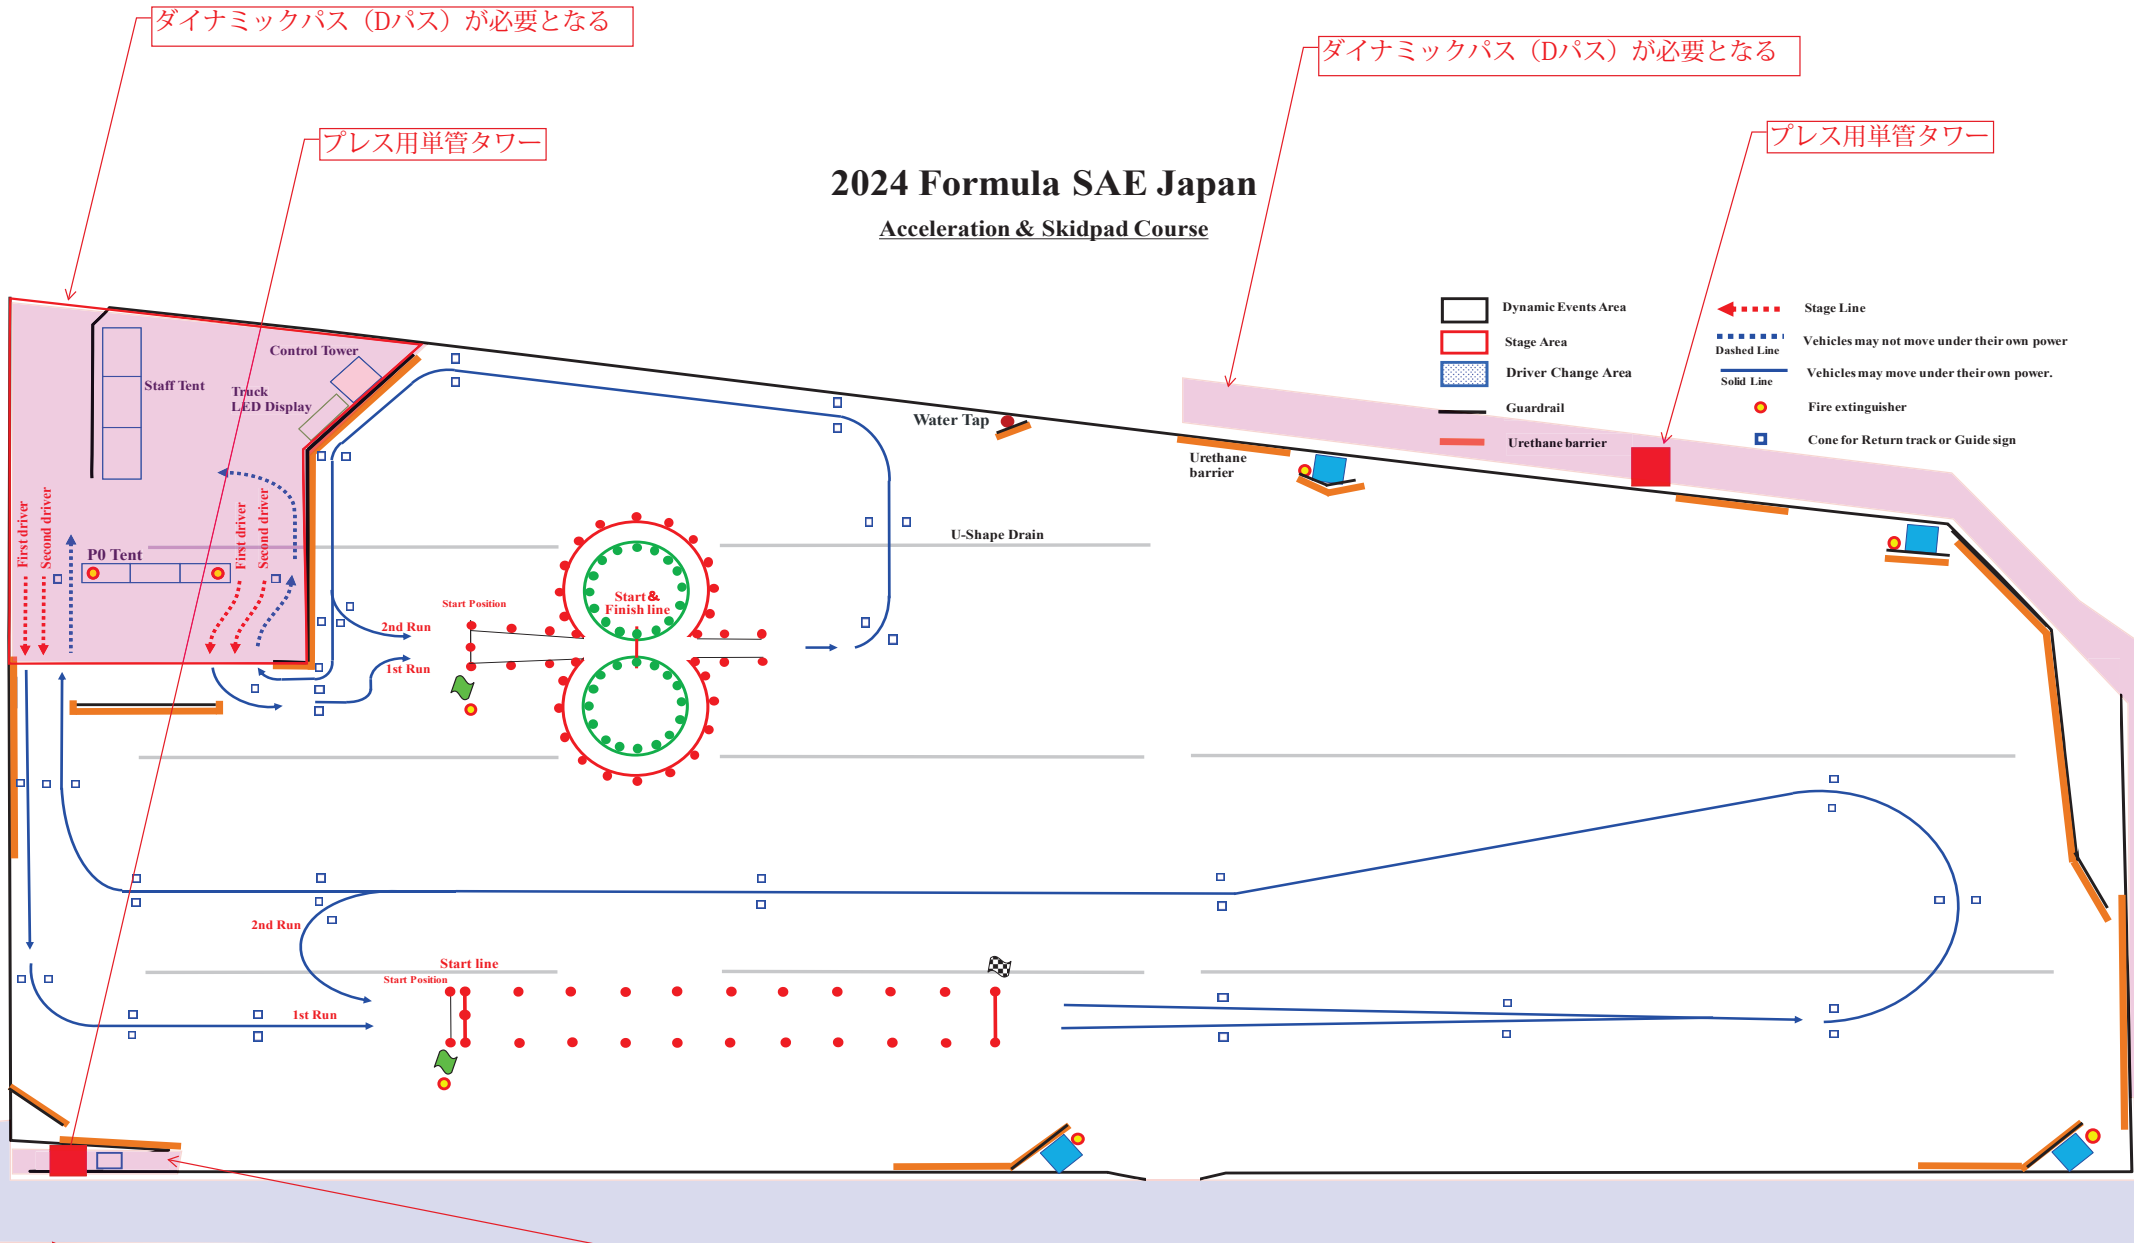 ダイナミックパス（Dパス）が必要となる
ダイナミックパス（Dパス）が必要となる
プレス用単管タワー
プレス用単管タワー
2024 Formula SAE Japan
Acceleration & Skidpad Course
Dynamic Events Area
Stage Area
Driver Change Area
Guardrail
Urethane barrier
Stage Line
Dashed Line
Vehicles may not move under their own power
Solid Line
Vehicles may move under their own power.
Fire extinguisher
Cone for Return track or Guide sign
Control Tower
Staff Tent
Truck
LED Display
Water Tap
Urethane
barrier
U-Shape Drain
First driver
Second driver
First driver
Second driver
P0 Tent
Start Position
Start &
Finish line
2nd Run
1st Run
2nd Run
Start line
Start Position
1st Run